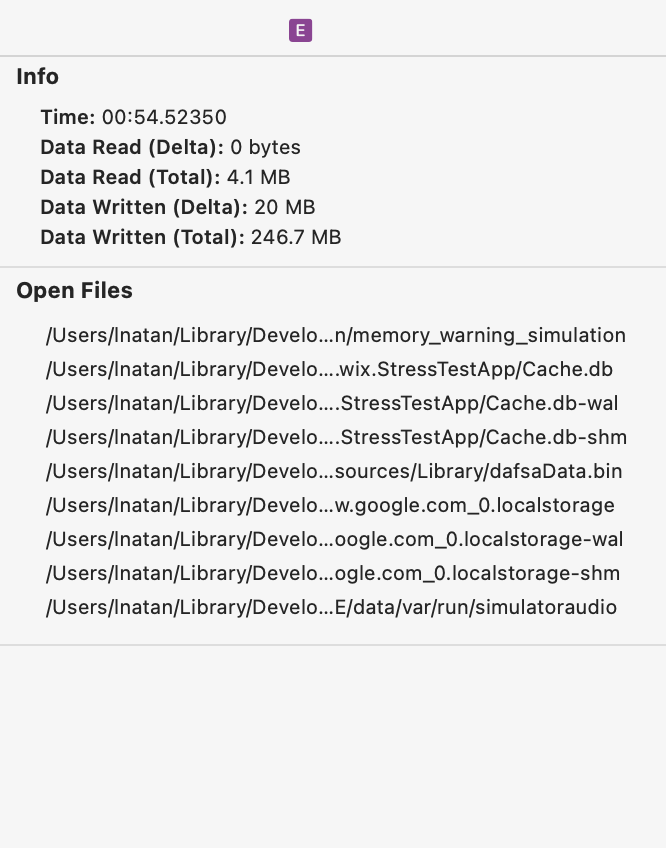 E
Info
Time: 00:54.52350
Data Read (Delta): 0 bytes
Data Read (Total): 4.1 MB
Data Written (Delta): 20 MB
Data Written (Total): 246.7 MB
Open Files
/Users/lnatan/Library/Develo...n/memory_warning_simulation
/Users/lnatan/Library/Develo....wix.StressTestApp/Cache.db
/Users/lnatan/Library/Develo....StressTestApp/Cache.db-wal
/Users/lnatan/Library/Develo....StressTestApp/Cache.db-shm
/Users/lnatan/Library/Develo...sources/Library/dafsaData.bin
/Users/lnatan/Library/Develo...w.google.com_0.localstorage
/Users/lnatan/Library/Develo...oogle.com_0.localstorage-wal
/Users/lnatan/Library/Develo...ogle.com_0.localstorage-shm
/Users/lnatan/Library/Develo...E/data/var/run/simulatoraudio